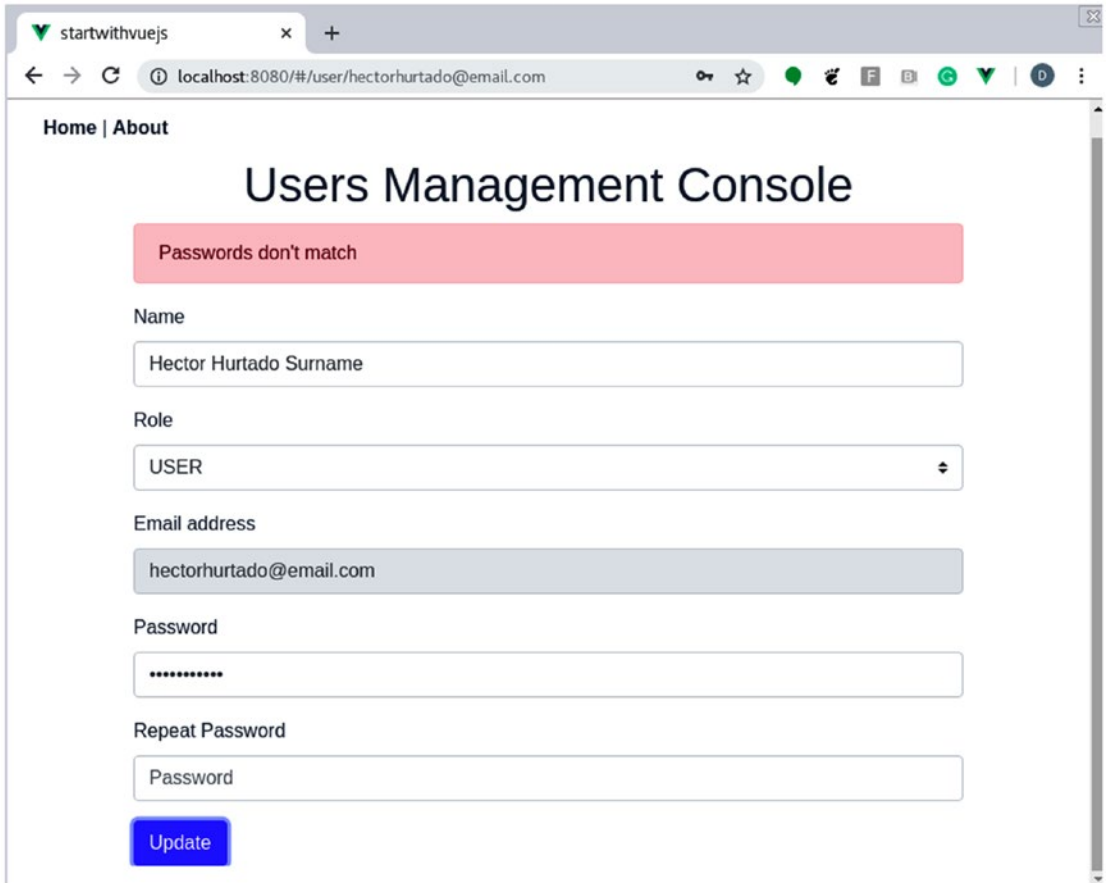 startwithvuejs
localhost:8080/#/user/hectorhurtado@email.com
F
B
G
D
Home | About
Users Management Console
Passwords don't match
Name
Hector Hurtado Surname
Role
USER
Email address
hectorhurtado@email.com
Password
•••••••••••
Repeat Password
Password
Update